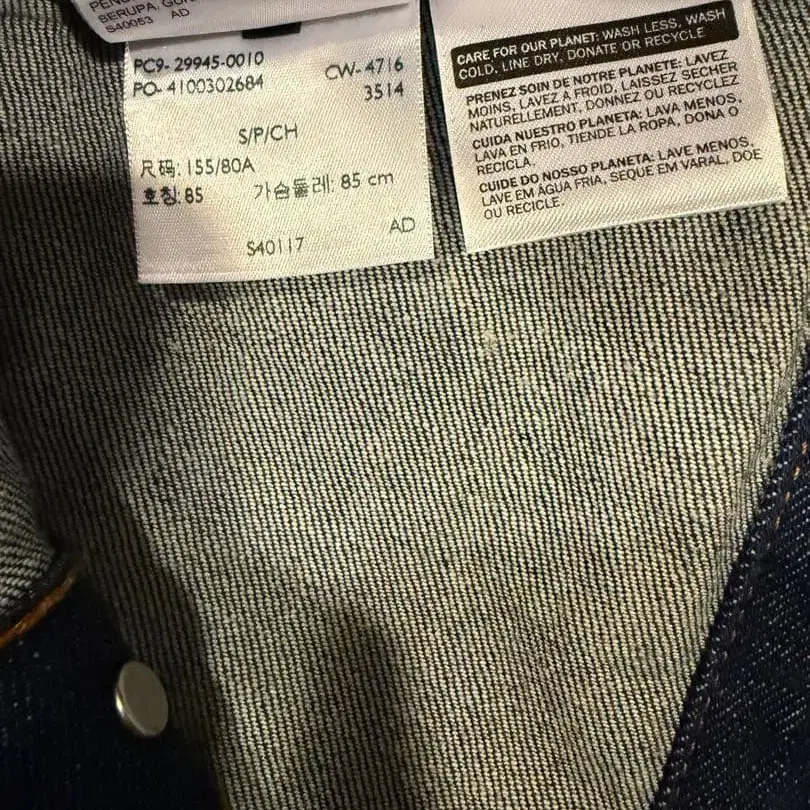 BERUPA, GUN
S40053 AD
PC9- 29945-0010
PO- 4100302684
CW- 4716
3514
S/P/CH
尺码: 155/80A
호칭: 85 가슴둘레: 85 cm
AD
S40117
CARE FOR OUR PLANET: WASH LESS, WASH
COLD, LINE DRY, DONATE OR RECYCLE
PRENEZ SOIN DE NOTRE PLANETE: LAVEZ
MOINS, LAVEZ A FROID, LAISSEZ SECHER
NATURELLEMENT, DONNEZ OU RECYCLEZ
CUIDA NUESTRO PLANETA: LAVA MENOS,
LAVA EN FRIO, TIENDE LA ROPA, DONA O
RECICLA.
CUIDE DO NOSSO PLANETA: LAVE MENOS,
LAVE EM ÁGUA FRIA, SEQUE EM VARAL, DOE
OU RECICLE.